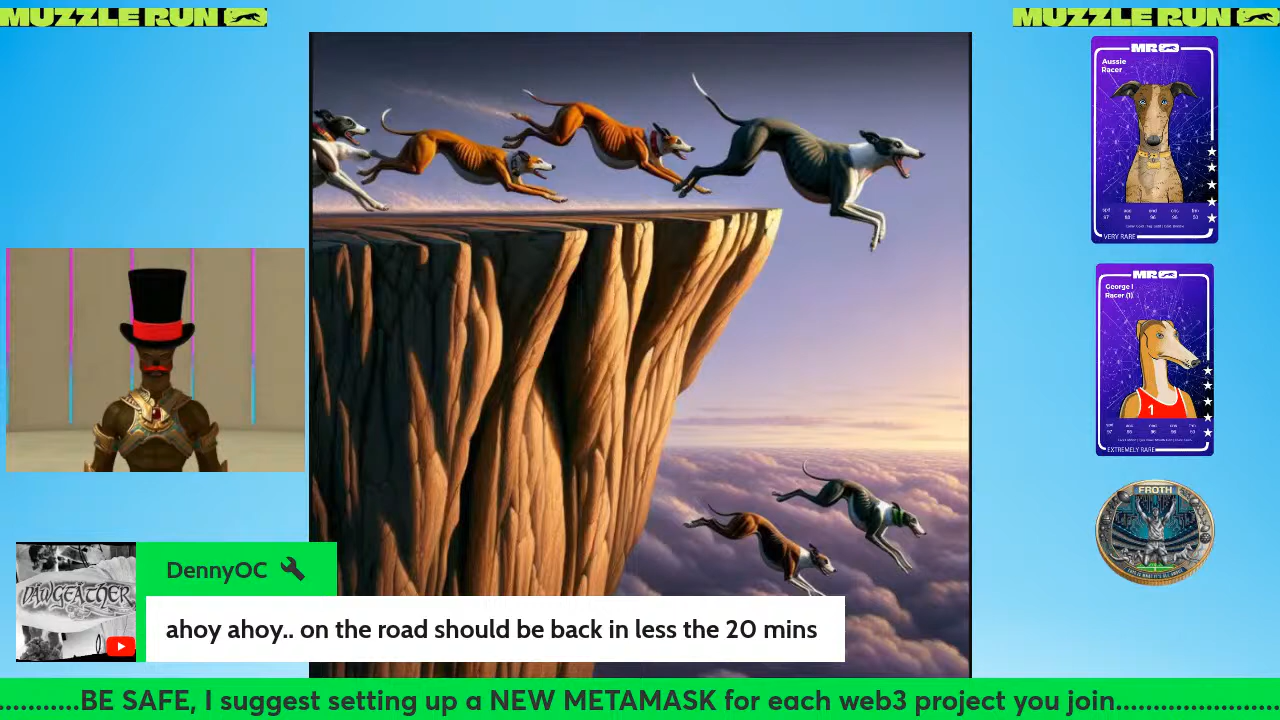 MUZZLE RUN
MUZZLE RUN
MR
Aussie
Racer
VERY RARE
MR
George I
Racer (1)
1
EXTREMELY RARE
FROTH
DAWGFATHER
DennyOC
ahoy ahoy.. on the road should be back in less the 20 mins
...........BE SAFE, I suggest setting up a NEW METAMASK for each web3 project you join......................